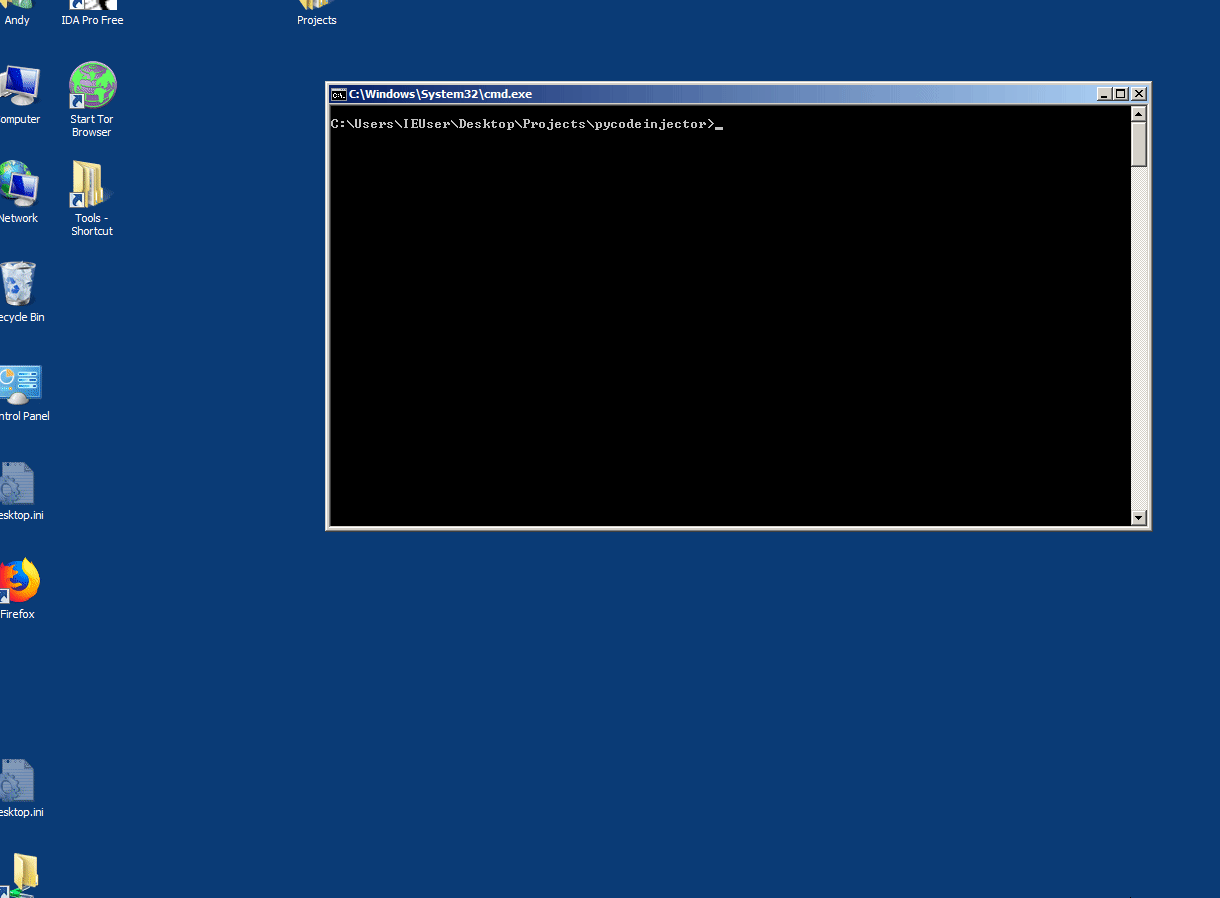 Andy
IDA Pro Free
Projects
omputer
Start Tor
Browser
Network
Tools -
Shortcut
ecycle Bin
ntrol Panel
esktop.ini
Firefox
esktop.ini
C:\Windows\System32\cmd.exe
C:\Users\IEUser\Desktop\Projects\pycodeinjector>_